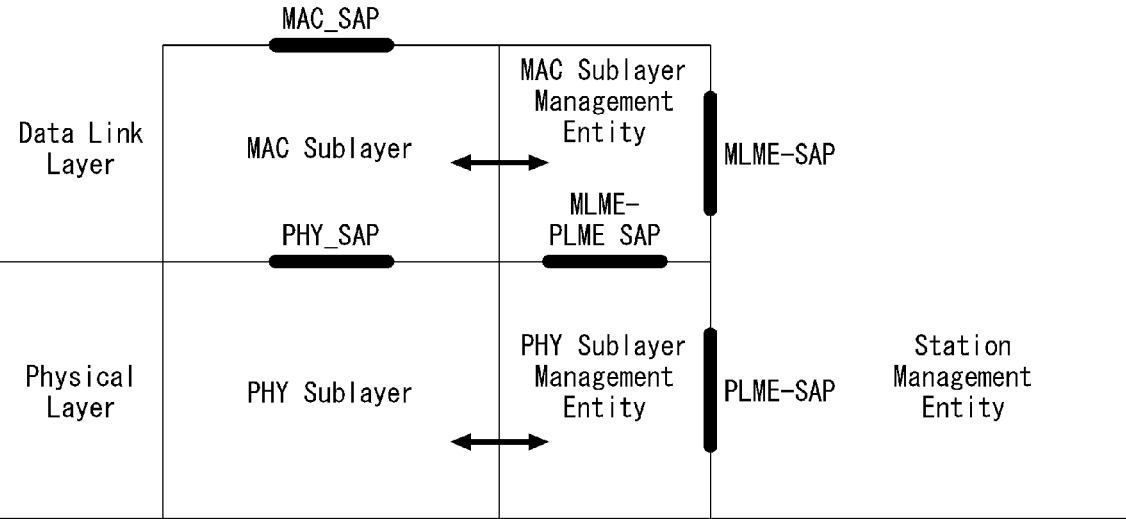 MAC_SAP
MAC Sublayer
Management
Entity
Data Link
Layer
MAC Sublayer
MLME-SAP
MLME-
PLME SAP
PHY_SAP
PHY Sublayer
Management
Entity
Physical
Layer
PHY Sublayer
PLME-SAP
Station
Management
Entity